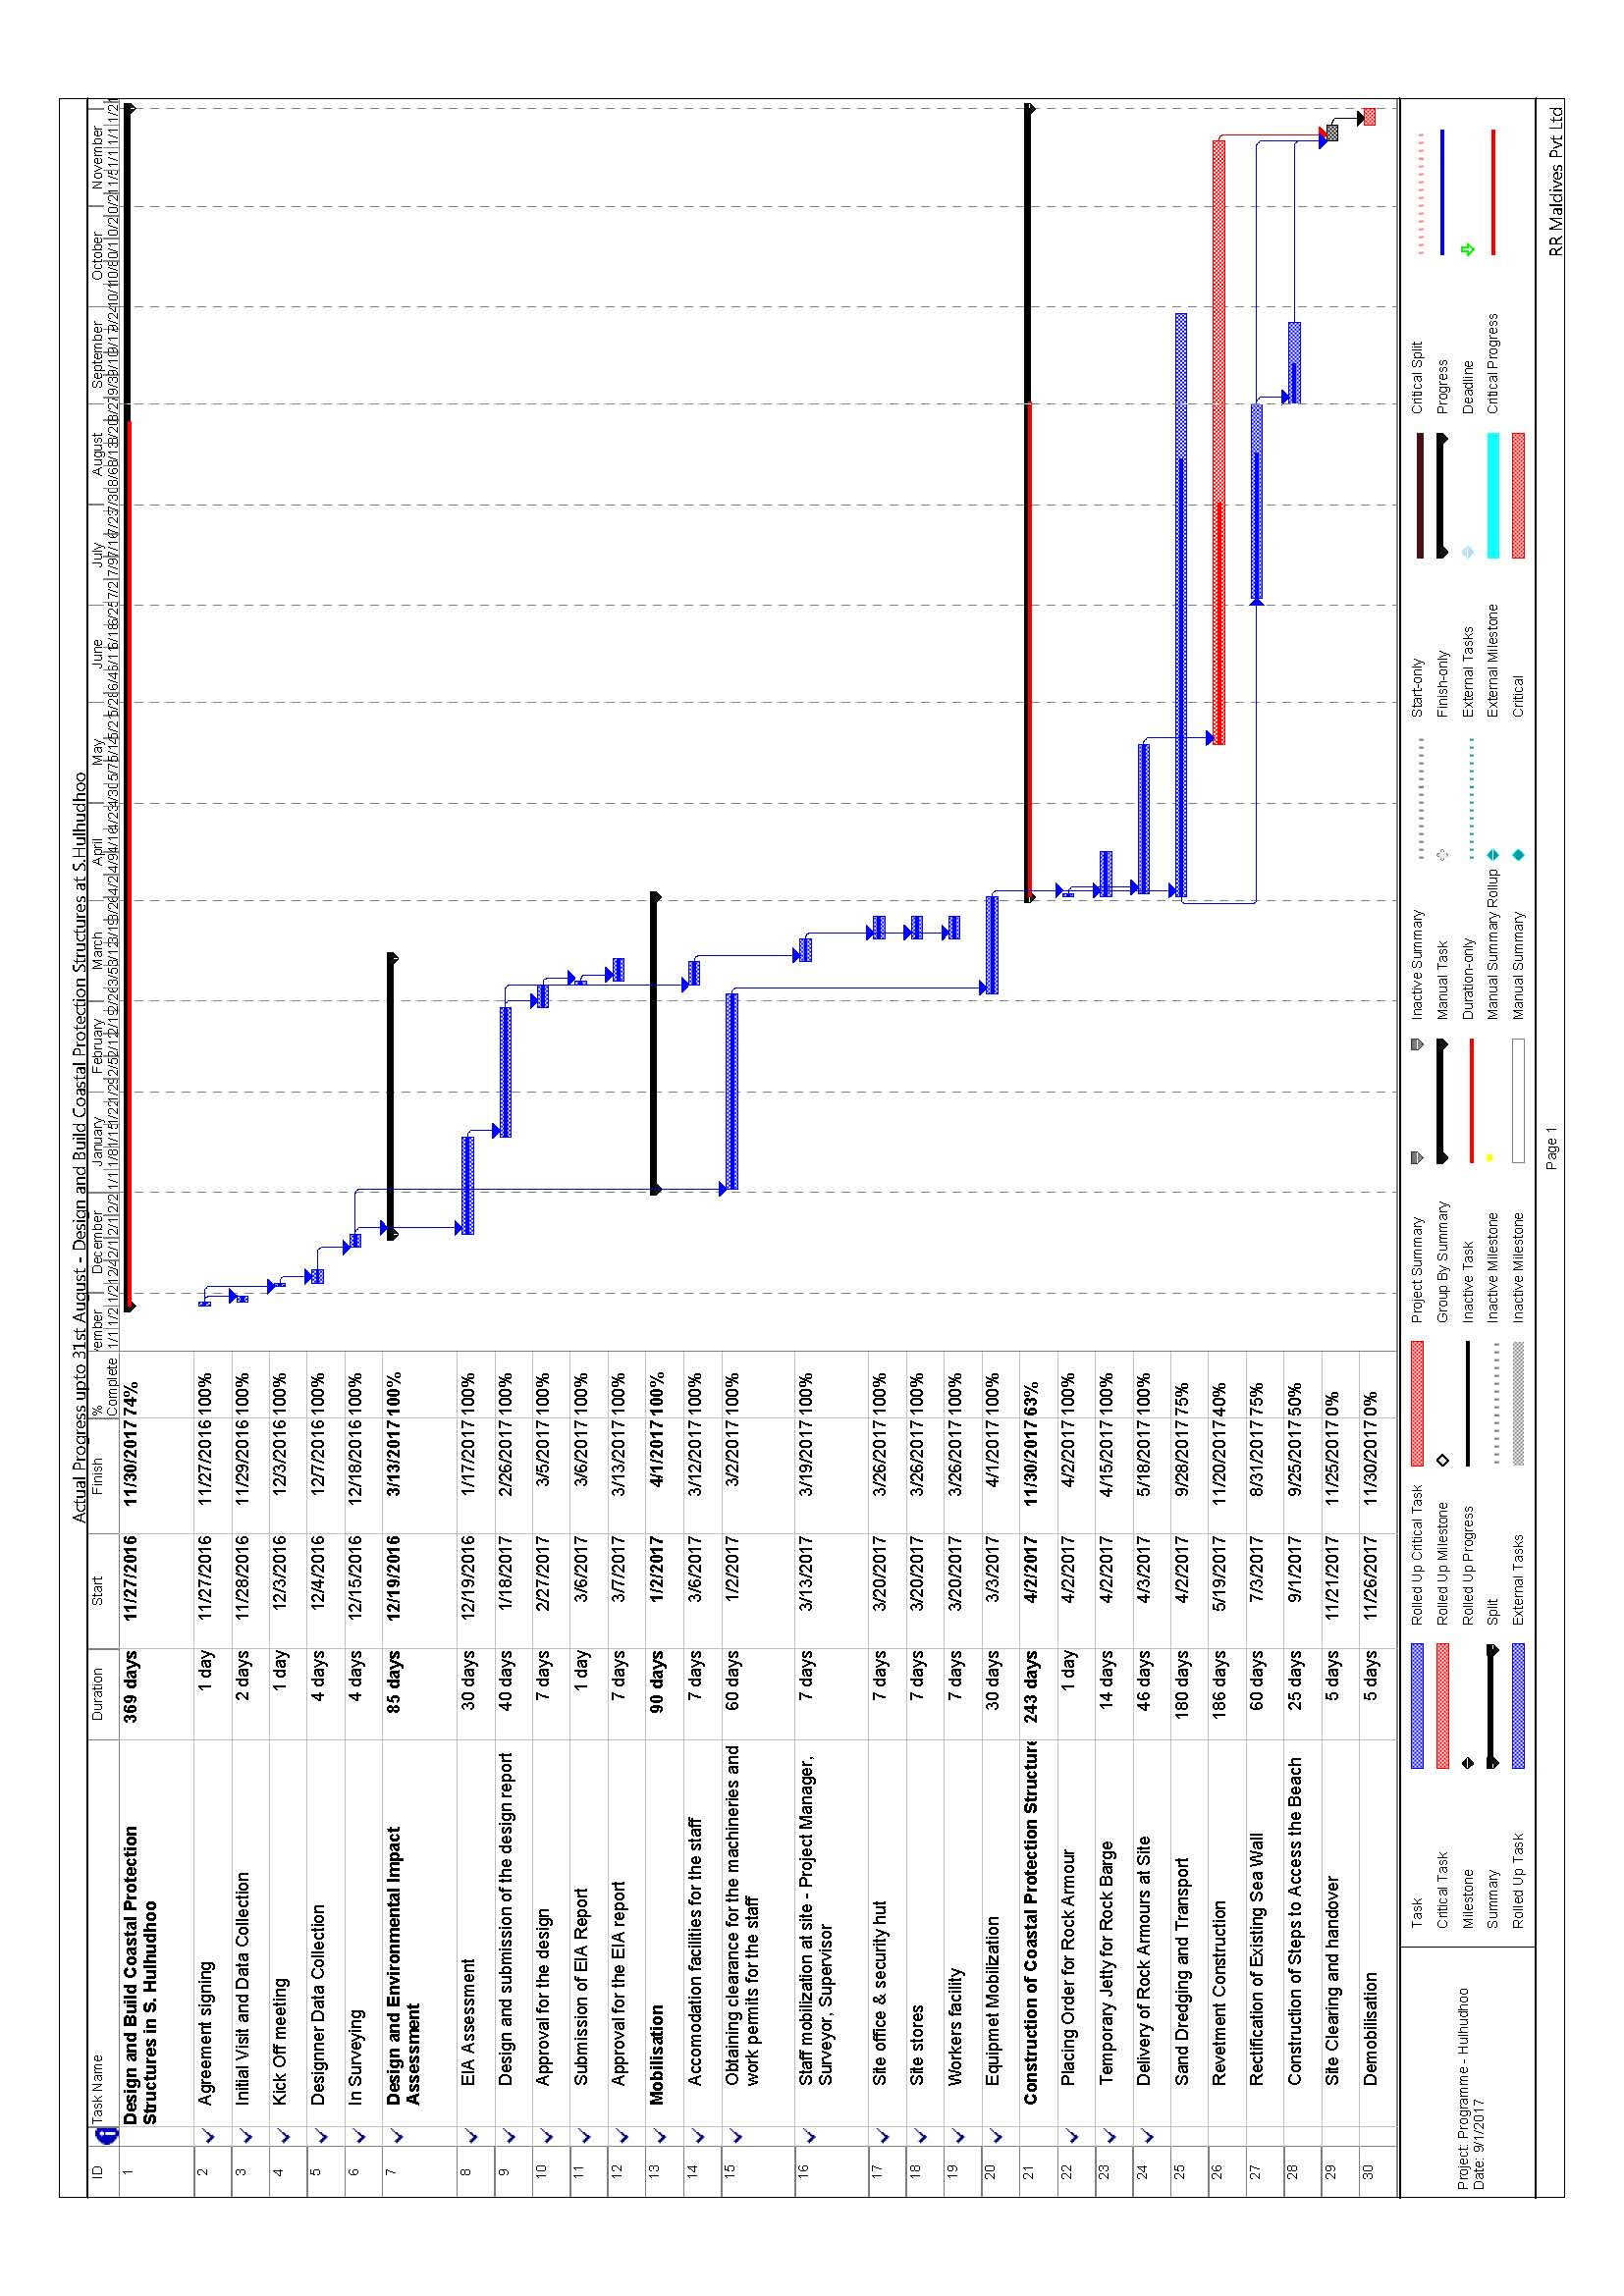 Actual Progress upto 31st August - Design and Build Coastal Protection Structures at S.Hulhudhoo
ID Task Name Duration Start Finish % Complete
November December January February March April May June July August September October November
1 Design and Build Coastal Protection Structures in S. Hulhudhoo 369 days 11/27/2016 11/30/2017 74%
2 Agreement signing 1 day 11/27/2016 11/27/2016 100%
3 Initial Visit and Data Collection 2 days 11/28/2016 11/29/2016 100%
4 Kick Off meeting 1 day 12/3/2016 12/3/2016 100%
5 Designner Data Collection 4 days 12/4/2016 12/7/2016 100%
6 In Surveying 4 days 12/15/2016 12/18/2016 100%
7 Design and Environmental Impact Assessment 85 days 12/19/2016 3/13/2017 100%
8 EIA Assessment 30 days 12/19/2016 1/17/2017 100%
9 Design and submission of the design report 40 days 1/18/2017 2/26/2017 100%
10 Approval for the design 7 days 2/27/2017 3/5/2017 100%
11 Submission of EIA Report 1 day 3/6/2017 3/6/2017 100%
12 Approval for the EIA report 7 days 3/7/2017 3/13/2017 100%
13 Mobilisation 90 days 1/2/2017 4/1/2017 100%
14 Accomodation facilities for the staff 7 days 3/6/2017 3/12/2017 100%
15 Obtaining clearance for the machineries and work permits for the staff 60 days 1/2/2017 3/2/2017 100%
16 Staff mobilization at site - Project Manager, Surveyor, Supervisor 7 days 3/13/2017 3/19/2017 100%
17 Site office & security hut 7 days 3/20/2017 3/26/2017 100%
18 Site stores 7 days 3/20/2017 3/26/2017 100%
19 Workers facility 7 days 3/20/2017 3/26/2017 100%
20 Equipmet Mobilization 30 days 3/3/2017 4/1/2017 100%
21 Construction of Coastal Protection Structure 243 days 4/2/2017 11/30/2017 63%
22 Placing Order for Rock Armour 1 day 4/2/2017 4/2/2017 100%
23 Temporary Jetty for Rock Barge 14 days 4/2/2017 4/15/2017 100%
24 Delivery of Rock Armours at Site 46 days 4/3/2017 5/18/2017 100%
25 Sand Dredging and Transport 180 days 4/2/2017 9/28/2017 75%
26 Revetment Construction 186 days 5/19/2017 11/20/2017 40%
27 Rectification of Existing Sea Wall 60 days 7/3/2017 8/31/2017 75%
28 Construction of Steps to Access the Beach 25 days 9/1/2017 9/25/2017 50%
29 Site Clearing and handover 5 days 11/21/2017 11/25/2017 0%
30 Demobilisation 5 days 11/26/2017 11/30/2017 0%
Project: Programme - Hulhudhoo
Date: 9/1/2017
Task
Critical Task
Milestone
Summary
Rolled Up Task
Rolled Up Critical Task
Rolled Up Milestone
Rolled Up Progress
Split
External Tasks
Project Summary
Group By Summary
Inactive Task
Inactive Milestone
Inactive Milestone
Inactive Summary
Manual Task
Duration-only
Manual Summary Rollup
Manual Summary
Start-only
Finish-only
External Tasks
External Milestone
Critical
Critical Split
Progress
Deadline
Critical Progress
Page 1
RR Maldives Pvt Ltd